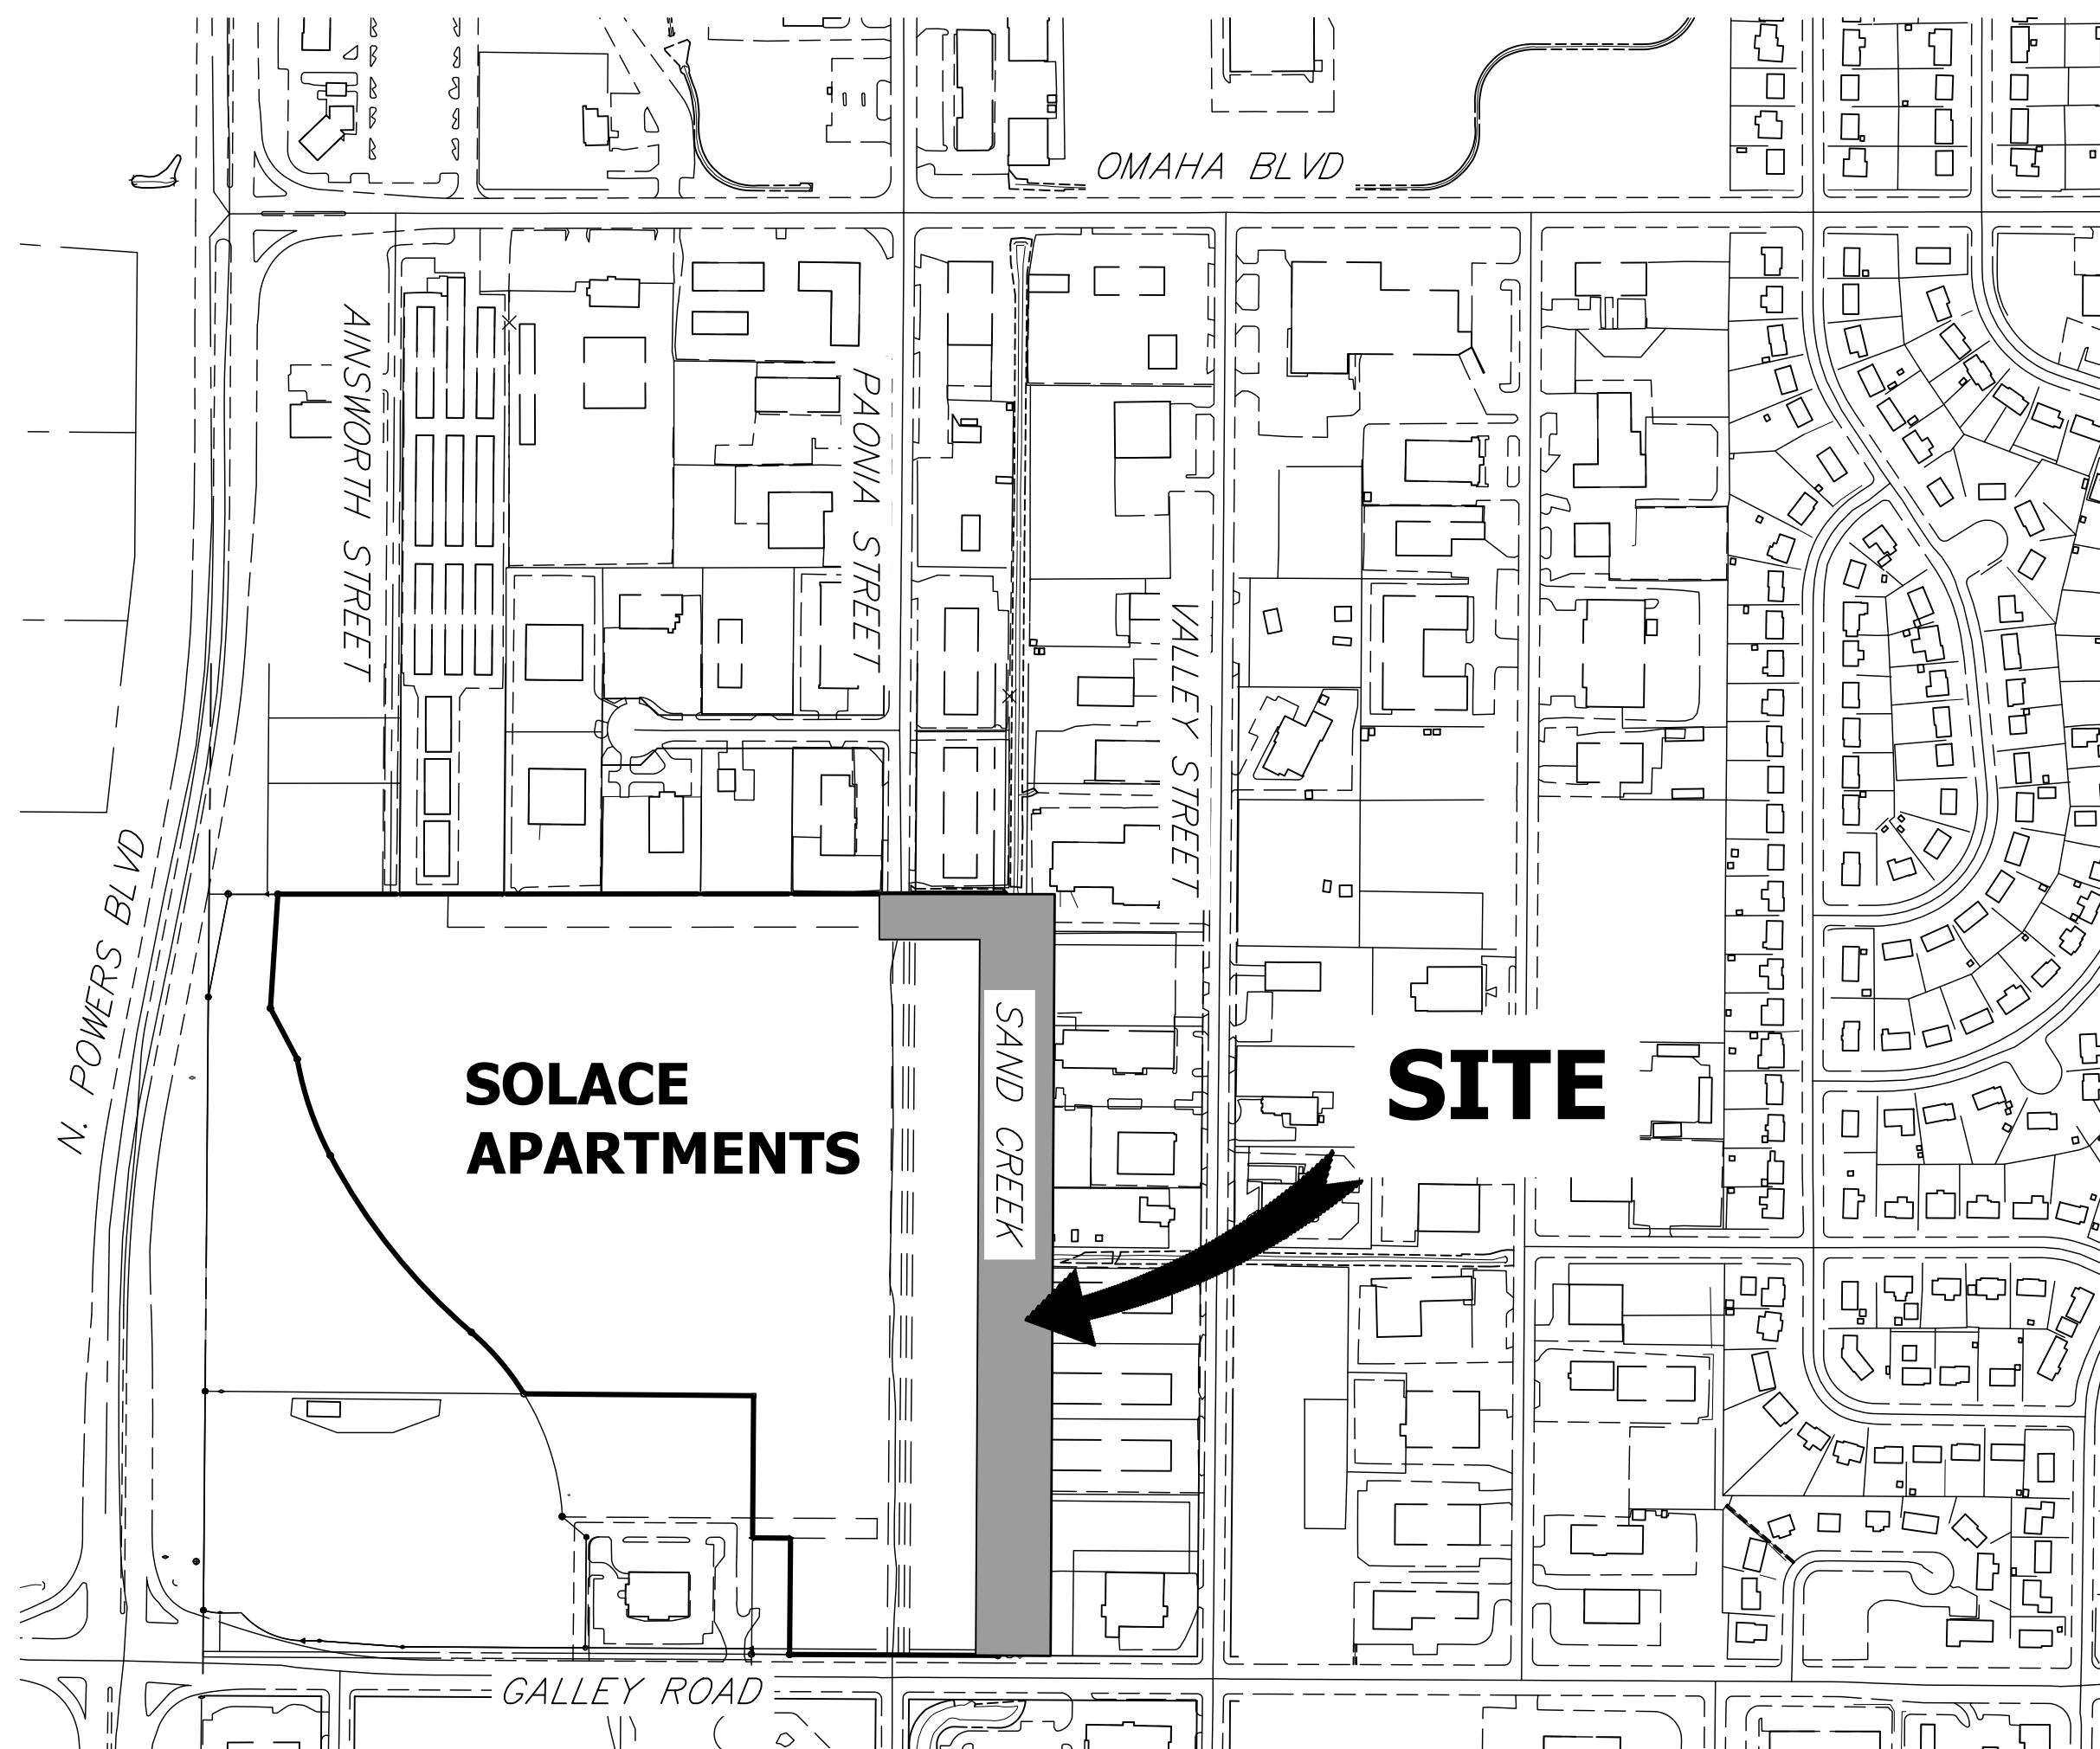 OMAHA BLVD
AINSWORTH STREET
PAONIA STREET
VALLEY STREET
N. POWERS BLVD
SOLACE
APARTMENTS
SAND CREEK
SITE
GALLEY ROAD